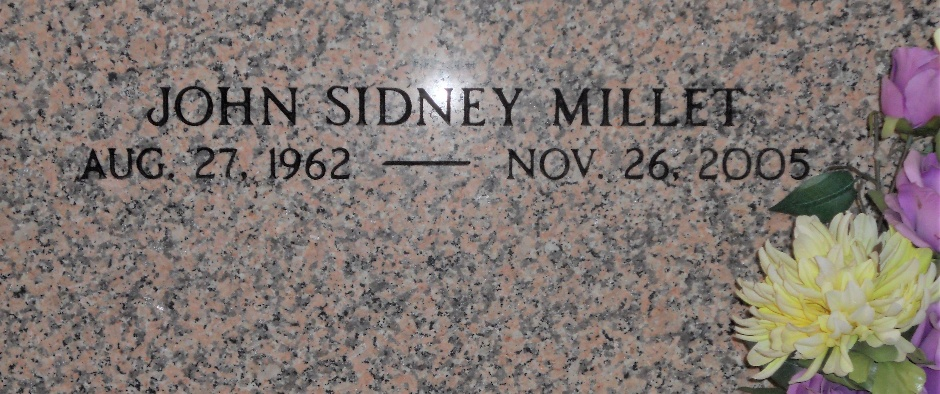 JOHN SIDNEY MILLET
AUG. 27, 1962 — NOV. 26, 2005